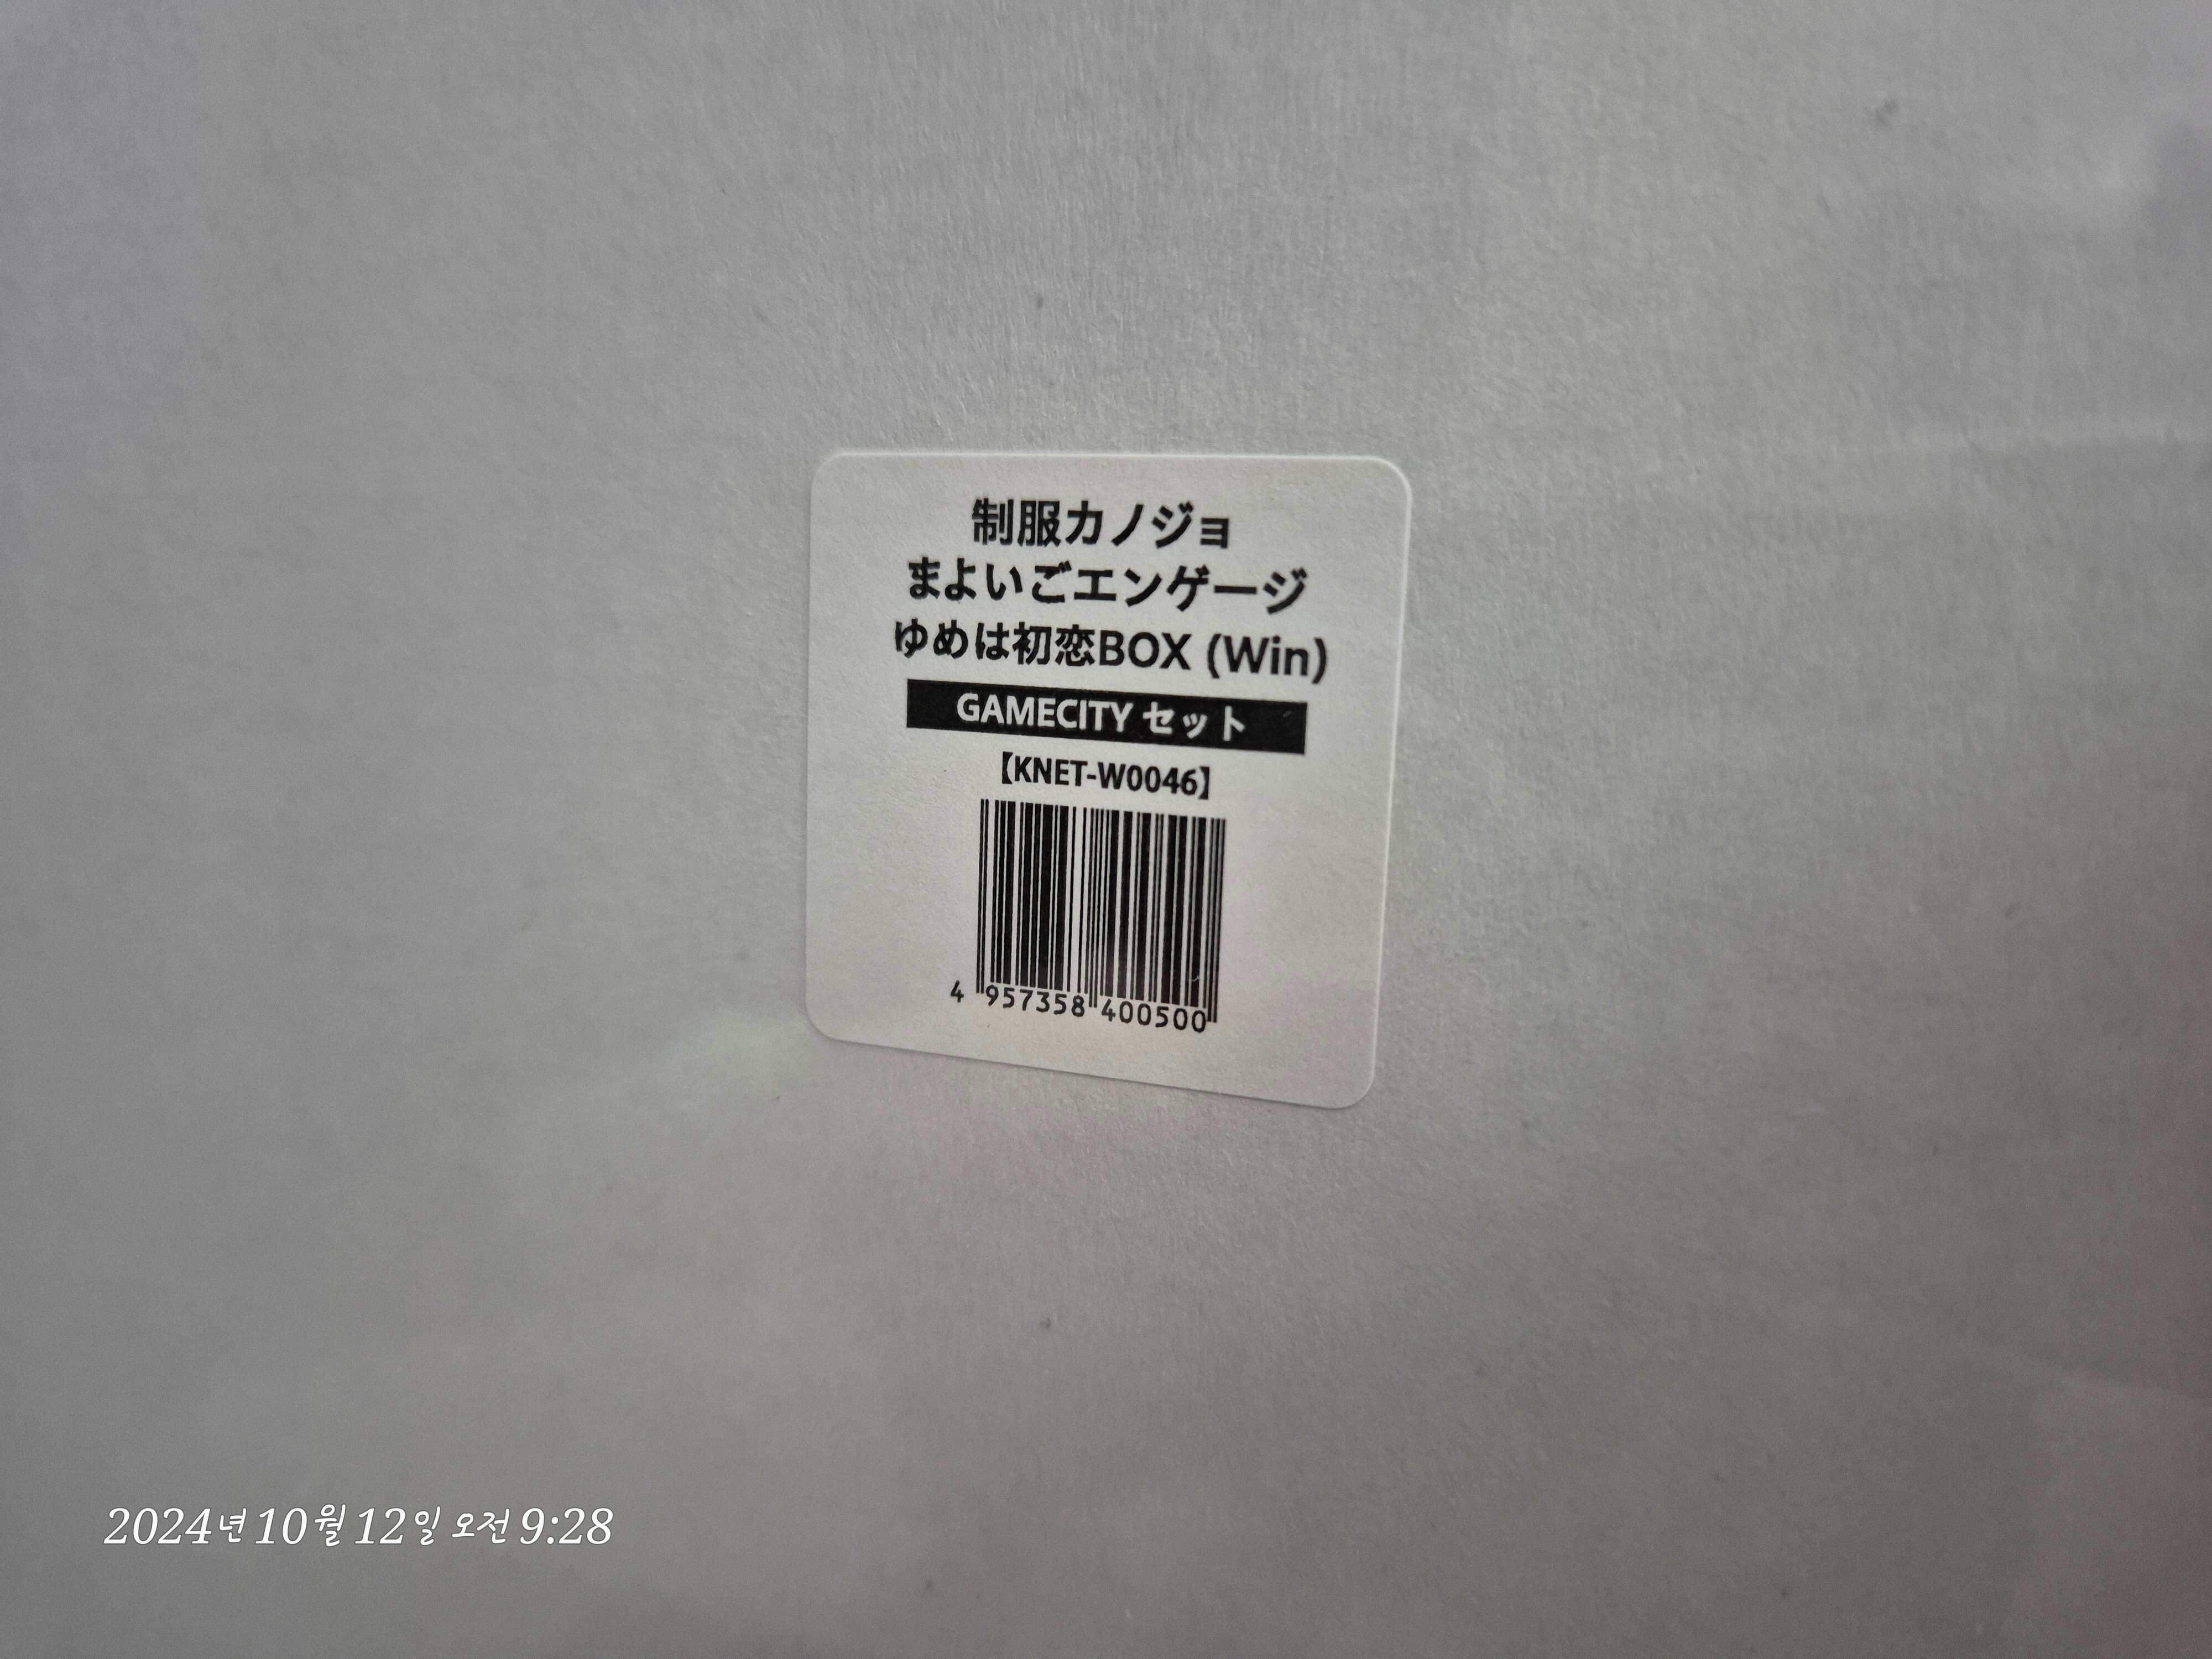 制服カノジョ
まよいごエンゲージ
ゆめは初恋BOX (Win)
GAMECITY セット
【KNET-W0046】
4 957358 400500
2024년 10월 12일 오전 9:28